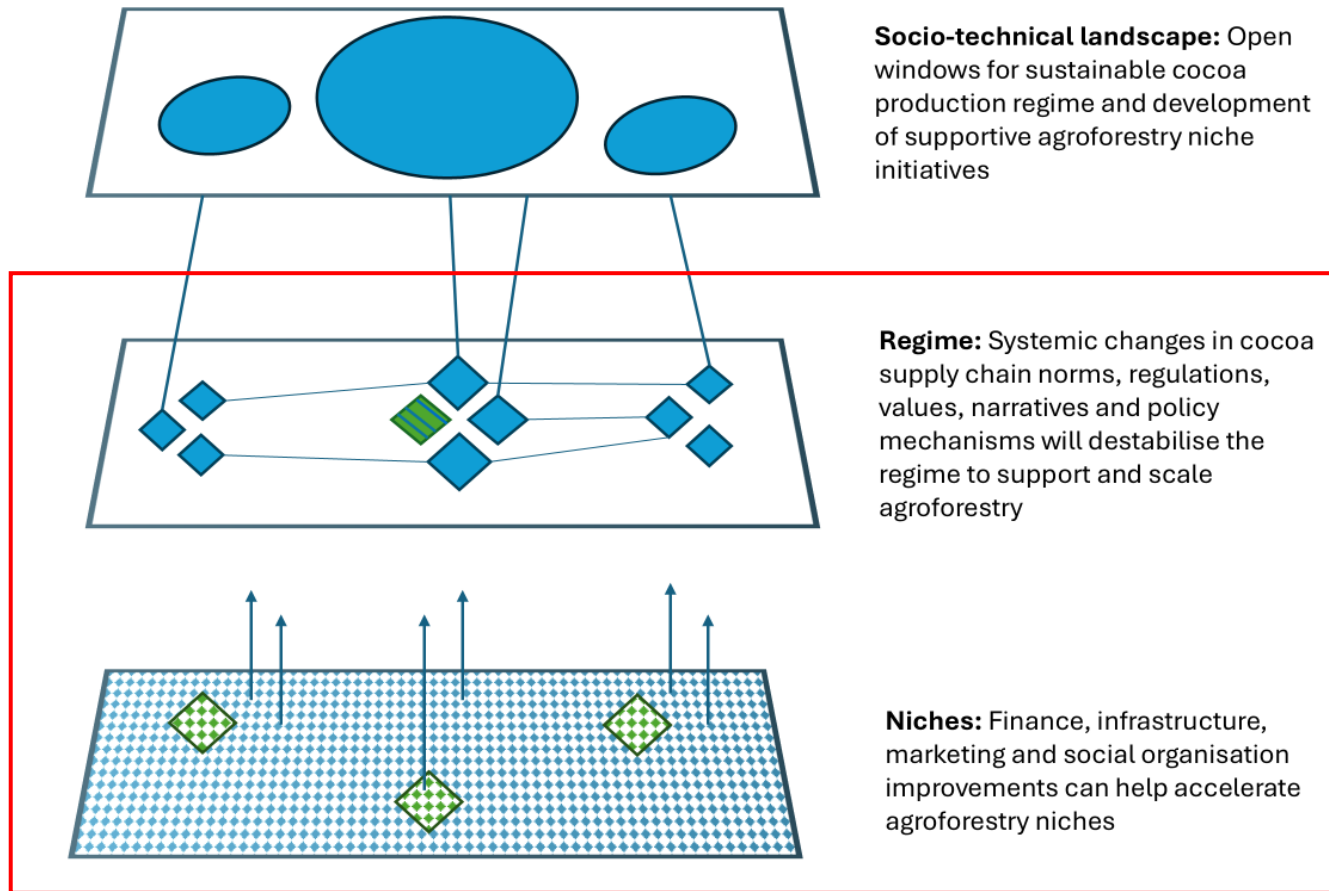 Socio-technical landscape: Open
windows for sustainable cocoa
production regime and development
of supportive agroforestry niche
initiatives
Regime: Systemic changes in cocoa
supply chain norms, regulations,
values, narratives and policy
mechanisms will destabilise the
regime to support and scale
agroforestry
Niches: Finance, infrastructure,
marketing and social organisation
improvements can help accelerate
agroforestry niches